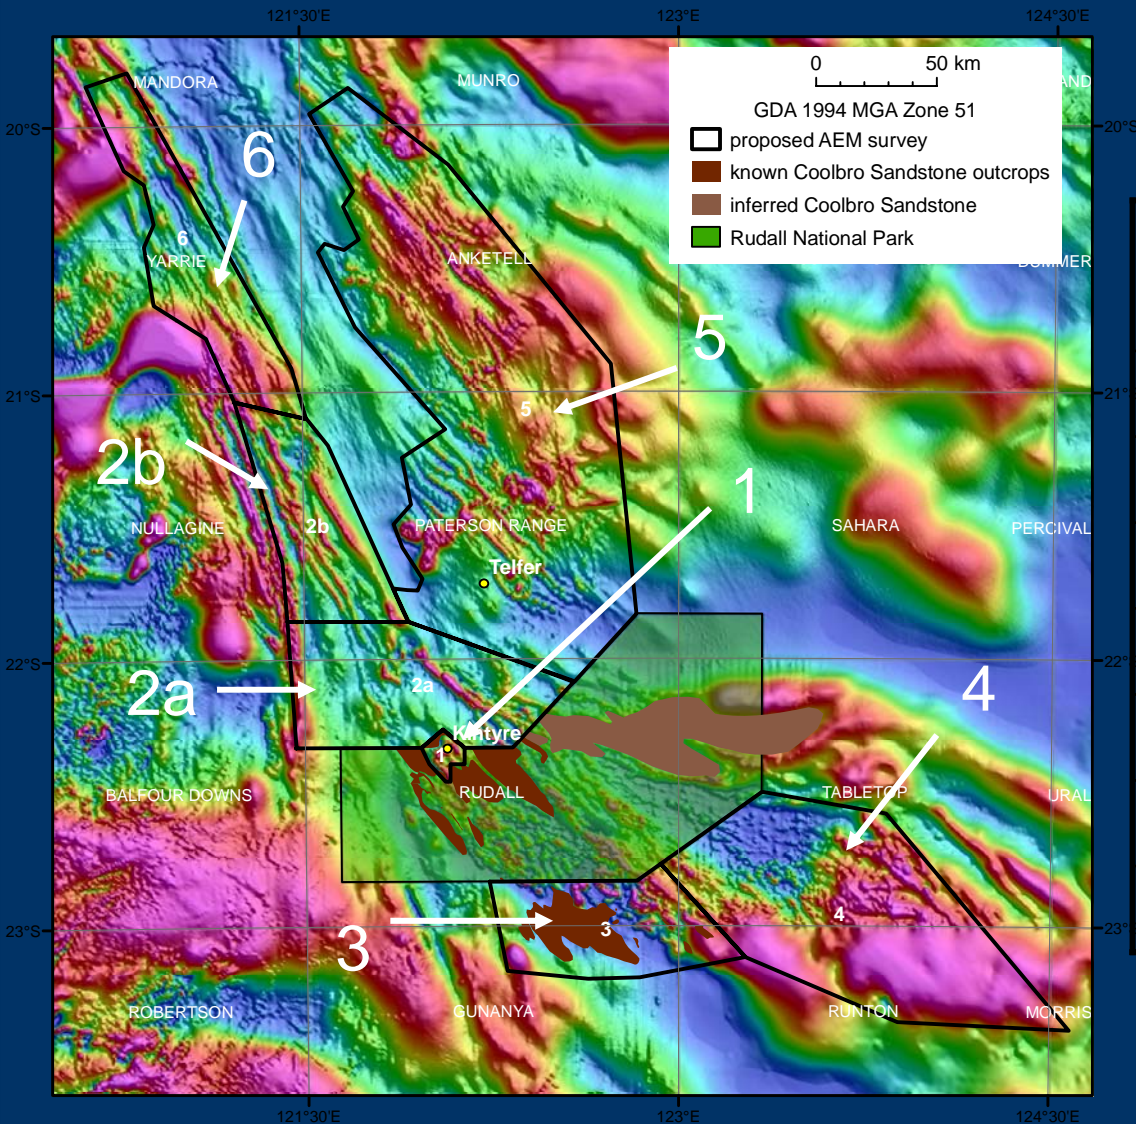 121°30'E 123°E 124°30'E
MANDORA
MUNRO
0 50 km
GDA 1994 MGA Zone 51
proposed AEM survey
known Coolbro Sandstone outcrops
inferred Coolbro Sandstone
Rudall National Park
20°S
20°S
6
6
YARRIE
ANKETELL
5
21°S
21°S
5
2b
1
NULLAGINE
2b
PATERSON RANGE
SAHARA
PERCIVAL
Telfer
22°S
22°S
2a
2a
4
Kintyre
1
BALFOUR DOWNS
RUDALL
TABLETOP
URAL
3
3
4
23°S
23°S
ROBERTSON
GUNANYA
RUNTON
MORRIS
121°30'E 123°E 124°30'E